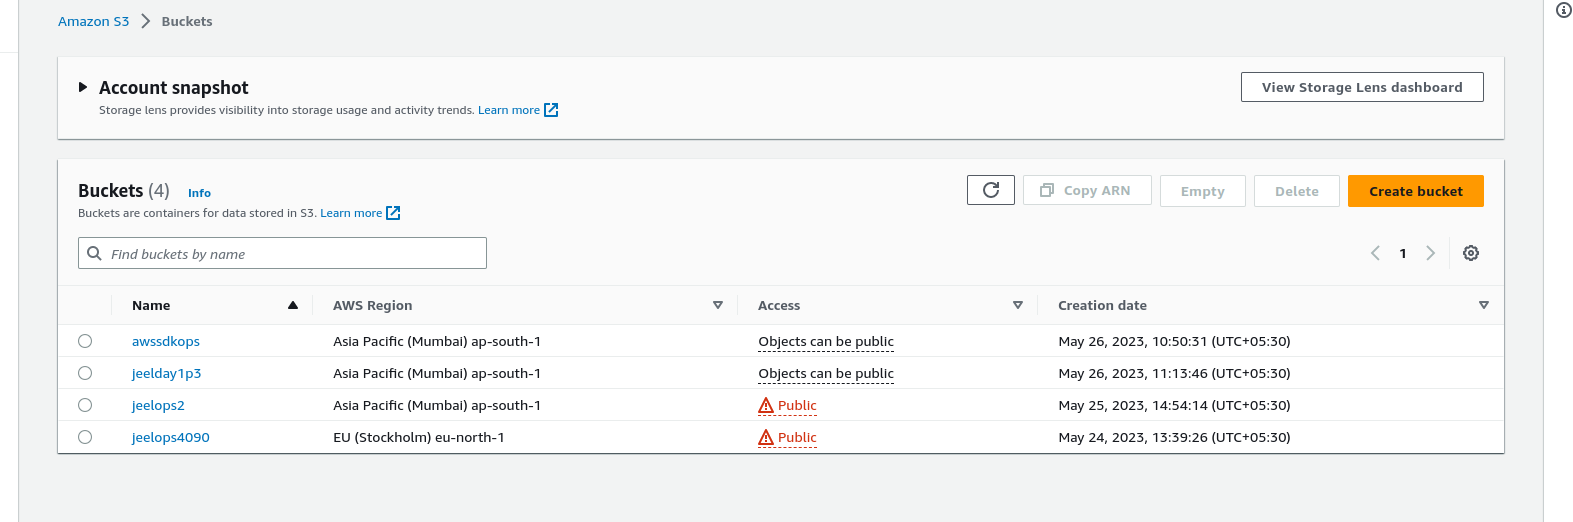 Amazon S3 > Buckets
Account snapshot
View Storage Lens dashboard
Storage lens provides visibility into storage usage and activity trends. Learn more
Buckets (4) Info
Copy ARN Empty Delete Create bucket
Buckets are containers for data stored in S3. Learn more
Find buckets by name
1
Name AWS Region Access Creation date
awssdkops Asia Pacific (Mumbai) ap-south-1 Objects can be public May 26, 2023, 10:50:31 (UTC+05:30)
jeelday1p3 Asia Pacific (Mumbai) ap-south-1 Objects can be public May 26, 2023, 11:13:46 (UTC+05:30)
jeelops2 Asia Pacific (Mumbai) ap-south-1 Public May 25, 2023, 14:54:14 (UTC+05:30)
jeelops4090 EU (Stockholm) eu-north-1 Public May 24, 2023, 13:39:26 (UTC+05:30)